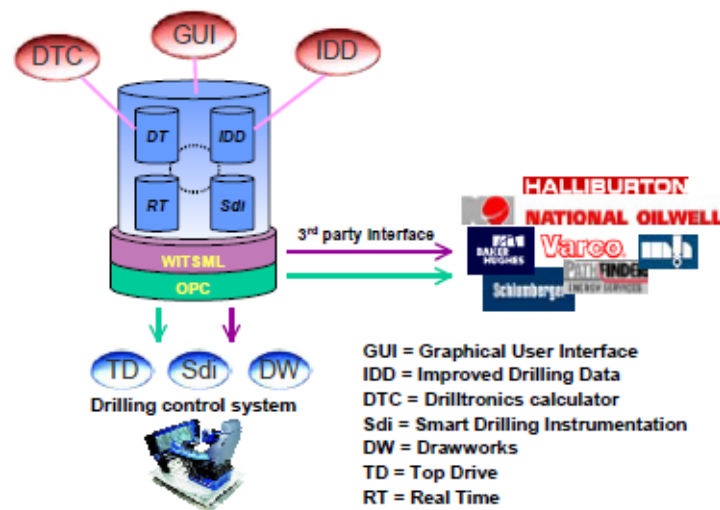 GUI
DTC
IDD
DT
IDD
RT
Sdi
3rd party Interface
WITSML
OPC
HALLIBURTON
NATIONAL OILWELL
BAKER
HUGHES
Varco
PATHFINDER
ENERGY SERVICES
Schlumberger
TD
Sdi
DW
Drilling control system
GUI = Graphical User Interface
IDD = Improved Drilling Data
DTC = Drilltronics calculator
Sdi = Smart Drilling Instrumentation
DW = Drawworks
TD = Top Drive
RT = Real Time